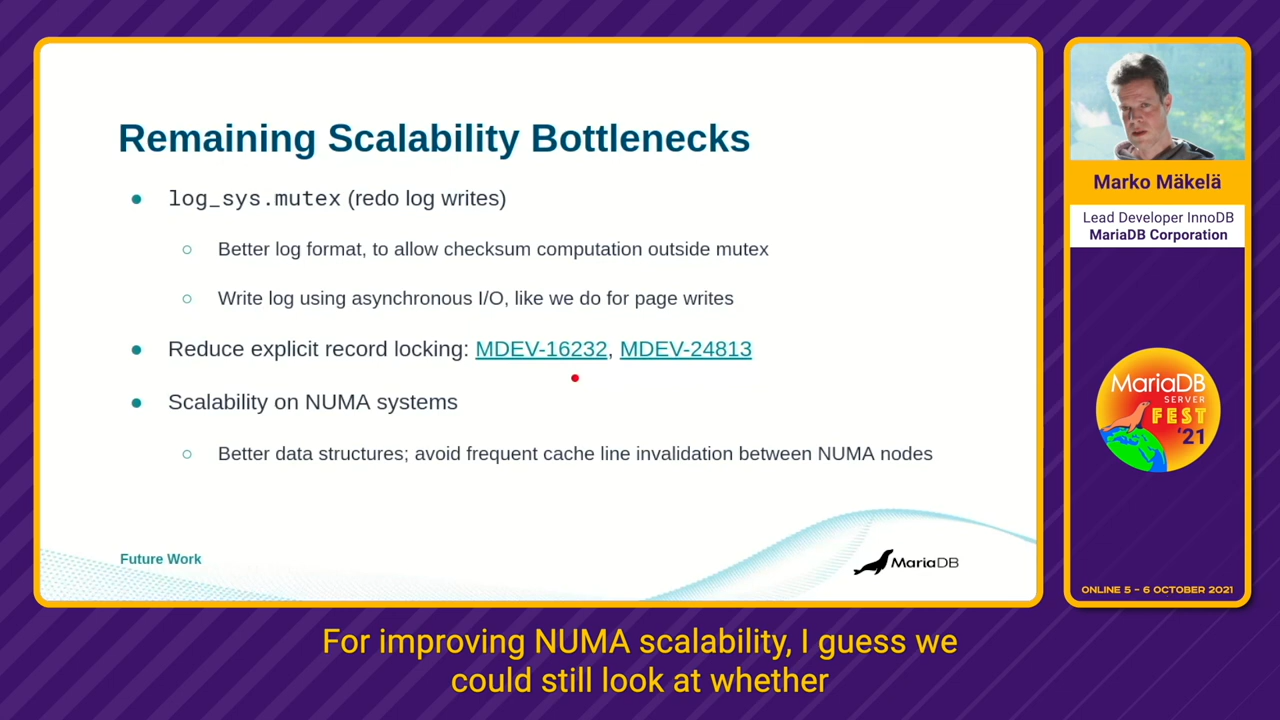 Remaining Scalability Bottlenecks
● log_sys.mutex (redo log writes)
○ Better log format, to allow checksum computation outside mutex
○ Write log using asynchronous I/O, like we do for page writes
● Reduce explicit record locking: MDEV-16232, MDEV-24813
● Scalability on NUMA systems
○ Better data structures; avoid frequent cache line invalidation between NUMA nodes
Future Work
MariaDB
Marko Mäkelä
Lead Developer InnoDB
MariaDB Corporation
MariaDB
SERVER
FEST
'21
ONLINE 5 – 6 OCTOBER 2021
For improving NUMA scalability, I guess we
could still look at whether